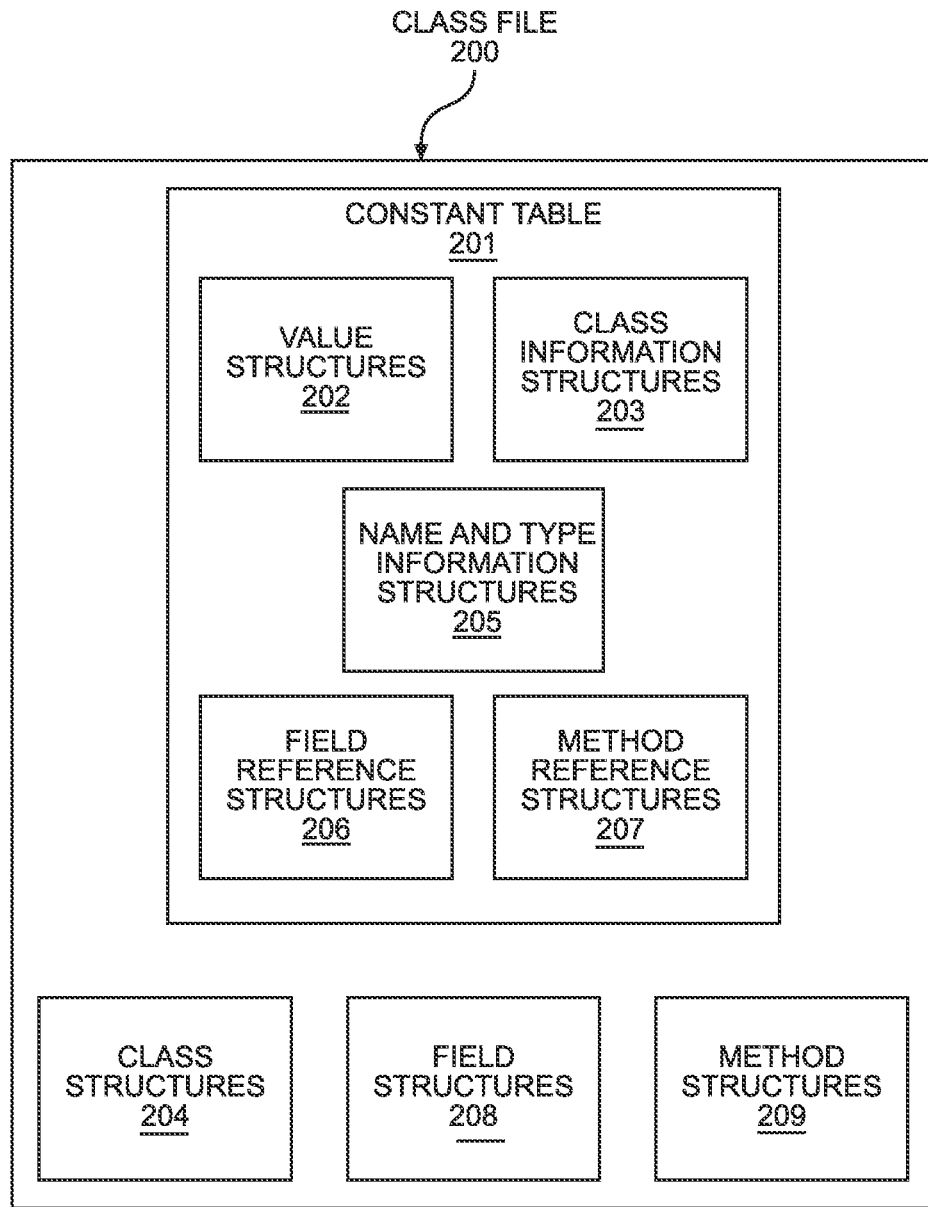 CLASS FILE
200
CONSTANT TABLE
201
VALUE
STRUCTURES
202
CLASS
INFORMATION
STRUCTURES
203
NAME AND TYPE
INFORMATION
STRUCTURES
205
FIELD
REFERENCE
STRUCTURES
206
METHOD
REFERENCE
STRUCTURES
207
CLASS
STRUCTURES
204
FIELD
STRUCTURES
208
METHOD
STRUCTURES
209